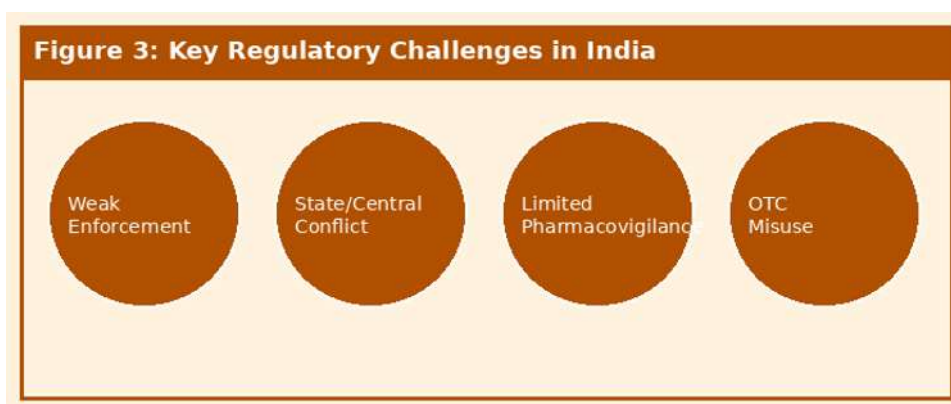 Figure 3: Key Regulatory Challenges in India
Weak
Enforcement
State/Central
Conflict
Limited
Pharmacovigilance
OTC
Misuse